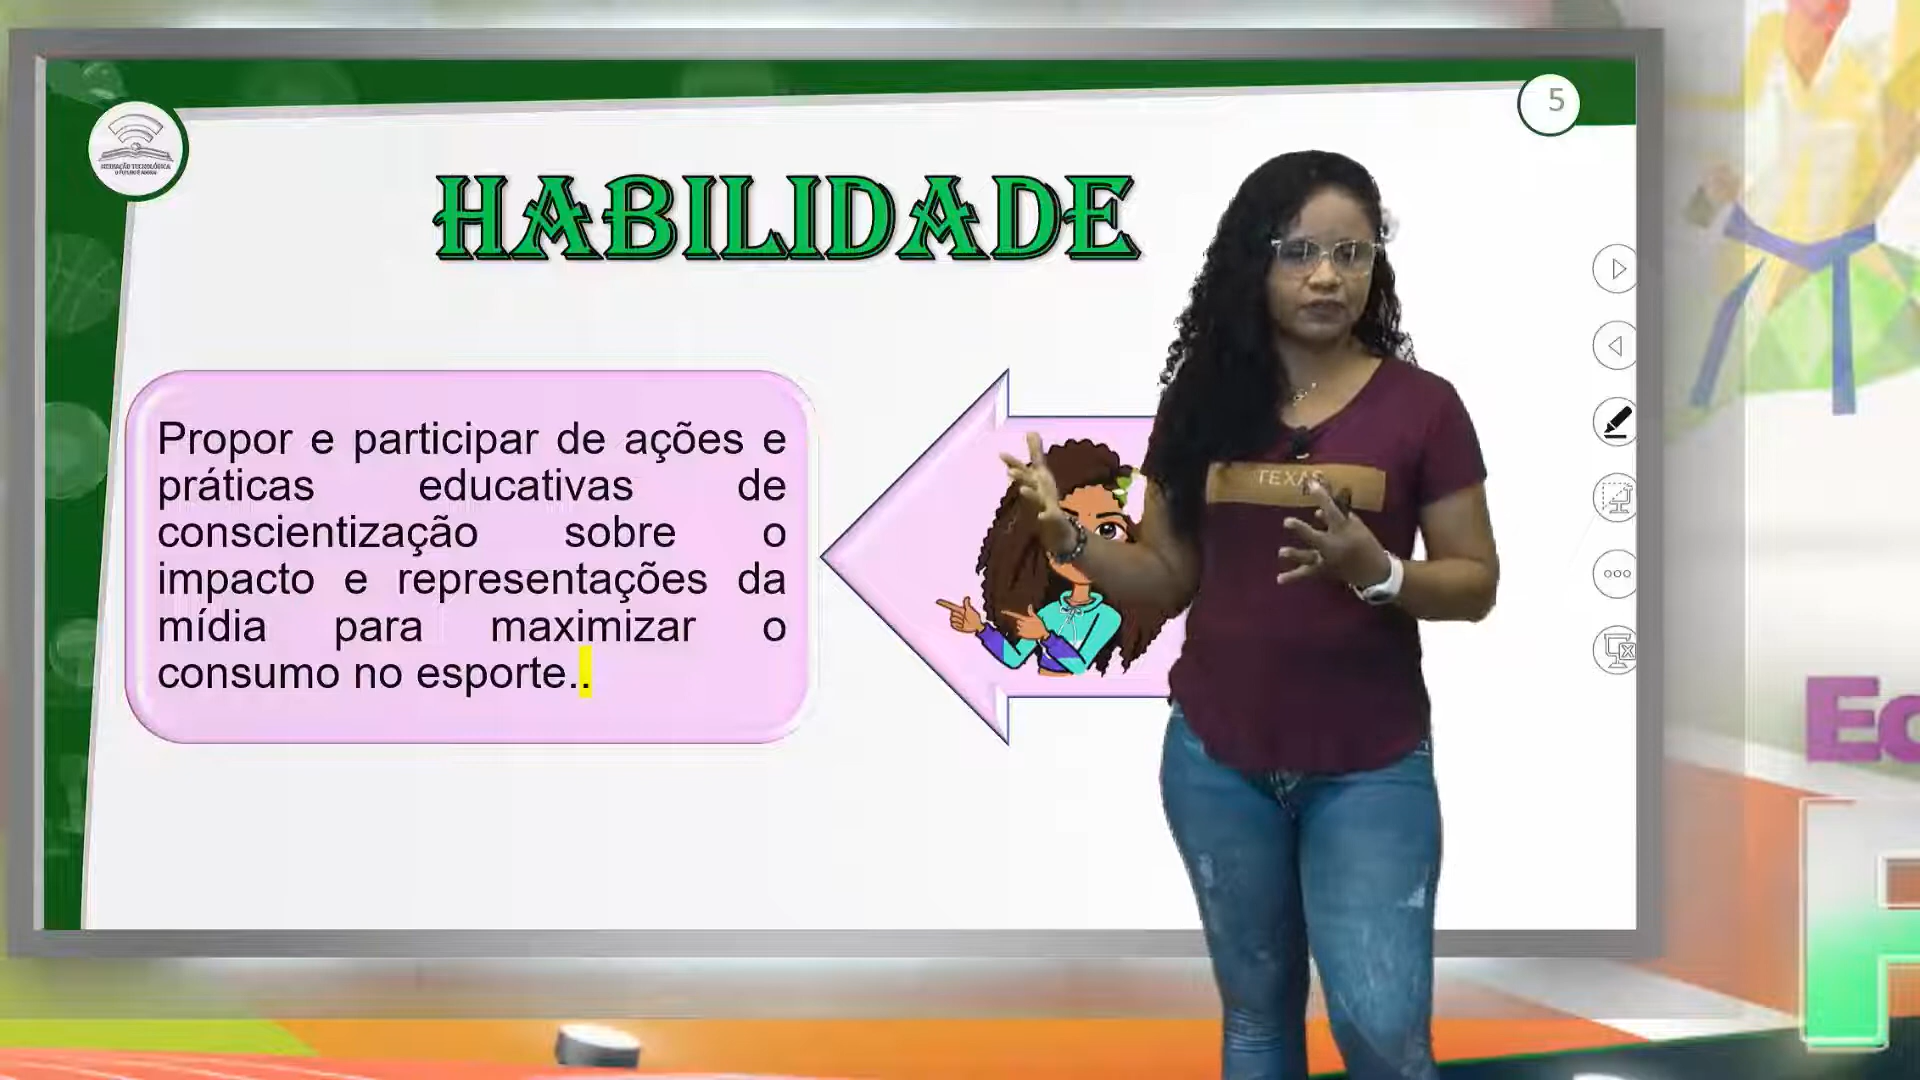 5
HABILIDADE
Propor e participar de ações e
práticas educativas de
conscientização sobre o
impacto e representações da
mídia para maximizar o
consumo no esporte..
TEXAS
Ec
F